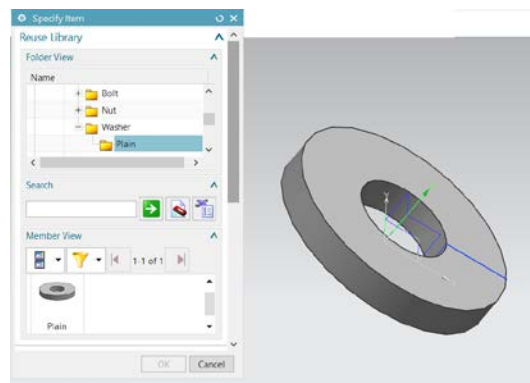 Specify Item
Reuse Library
Folder View
Name
Bolt
Nut
Washer
Plain
Search
Member View
1-1 of 1
Plain
OK
Cancel